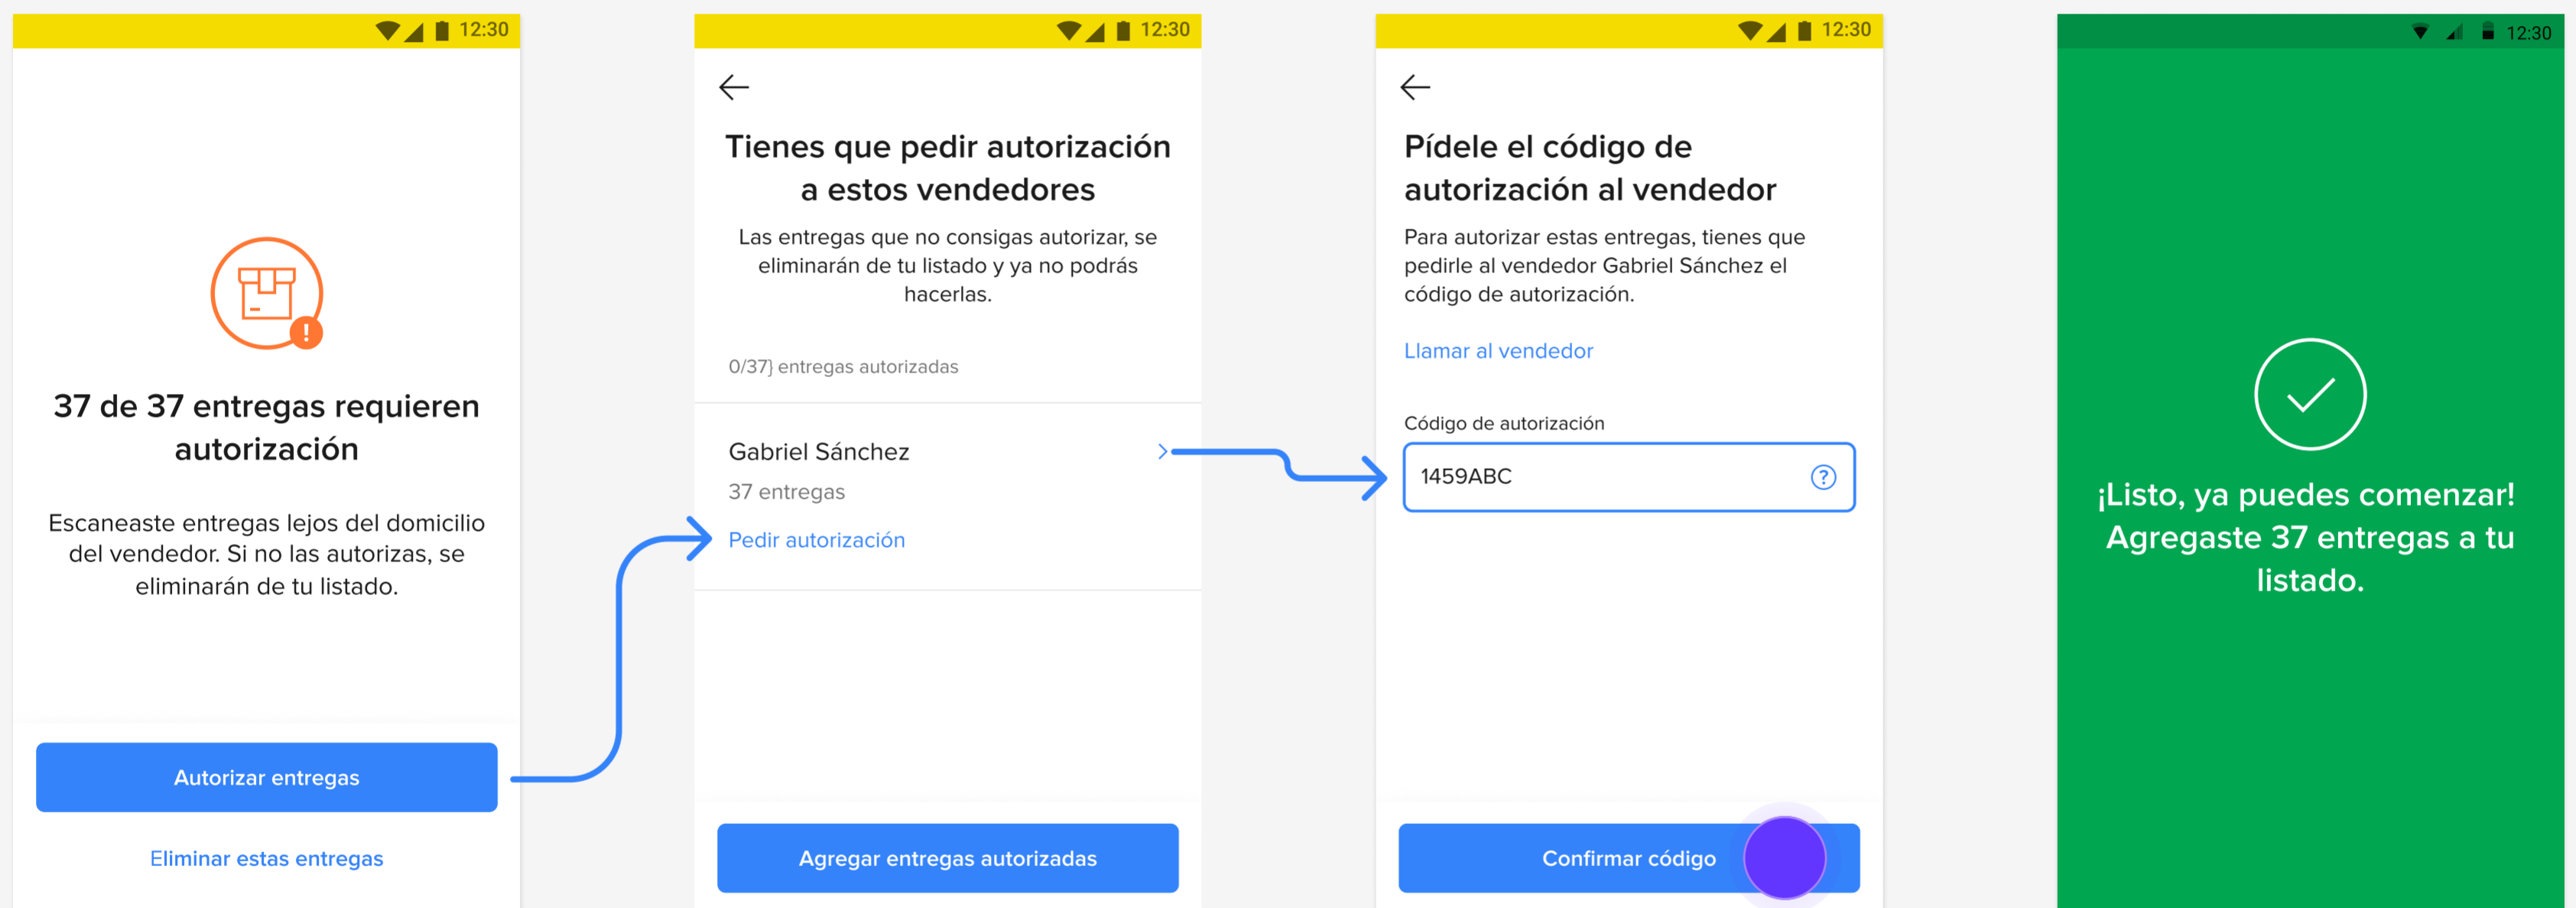 12:30
37 de 37 entregas requieren
autorización
Escaneaste entregas lejos del domicilio
del vendedor. Si no las autorizas, se
eliminarán de tu listado.
Autorizar entregas
Eliminar estas entregas
12:30
Tienes que pedir autorización
a estos vendedores
Las entregas que no consigas autorizar, se
eliminarán de tu listado y ya no podrás
hacerlas.
0/37} entregas autorizadas
Gabriel Sánchez
37 entregas
Pedir autorización
Agregar entregas autorizadas
12:30
Pídele el código de
autorización al vendedor
Para autorizar estas entregas, tienes que
pedirle al vendedor Gabriel Sánchez el
código de autorización.
Llamar al vendedor
Código de autorización
1459ABC
Confirmar código
12:30
¡Listo, ya puedes comenzar!
Agregaste 37 entregas a tu
listado.